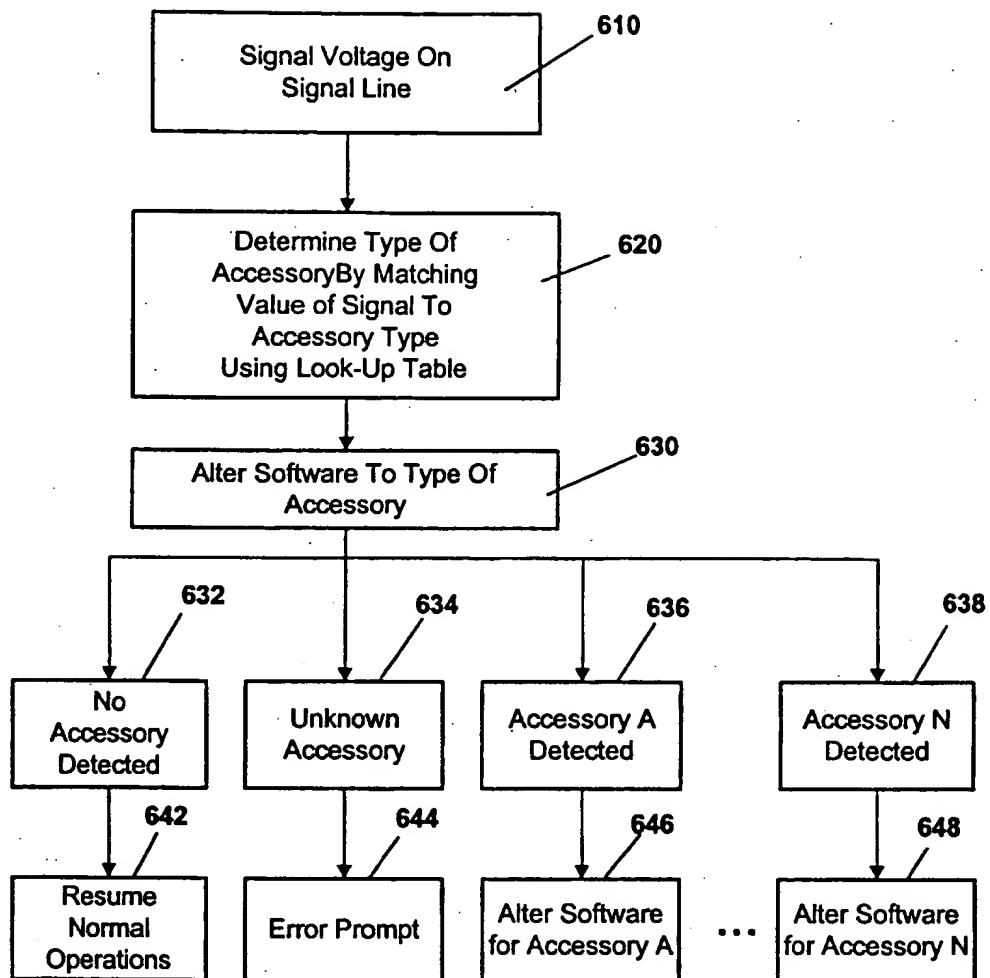 610
Signal Voltage On
Signal Line
Determine Type Of
AccessoryBy Matching
Value of Signal To
Accessory Type
Using Look-Up Table
620
630
Alter Software To Type Of
Accessory
632
634
636
638
No
Accessory
Detected
Unknown
Accessory
Accessory A
Detected
Accessory N
Detected
642
644
646
648
Resume
Normal
Operations
Error Prompt
Alter Software
for Accessory A
...
Alter Software
for Accessory N